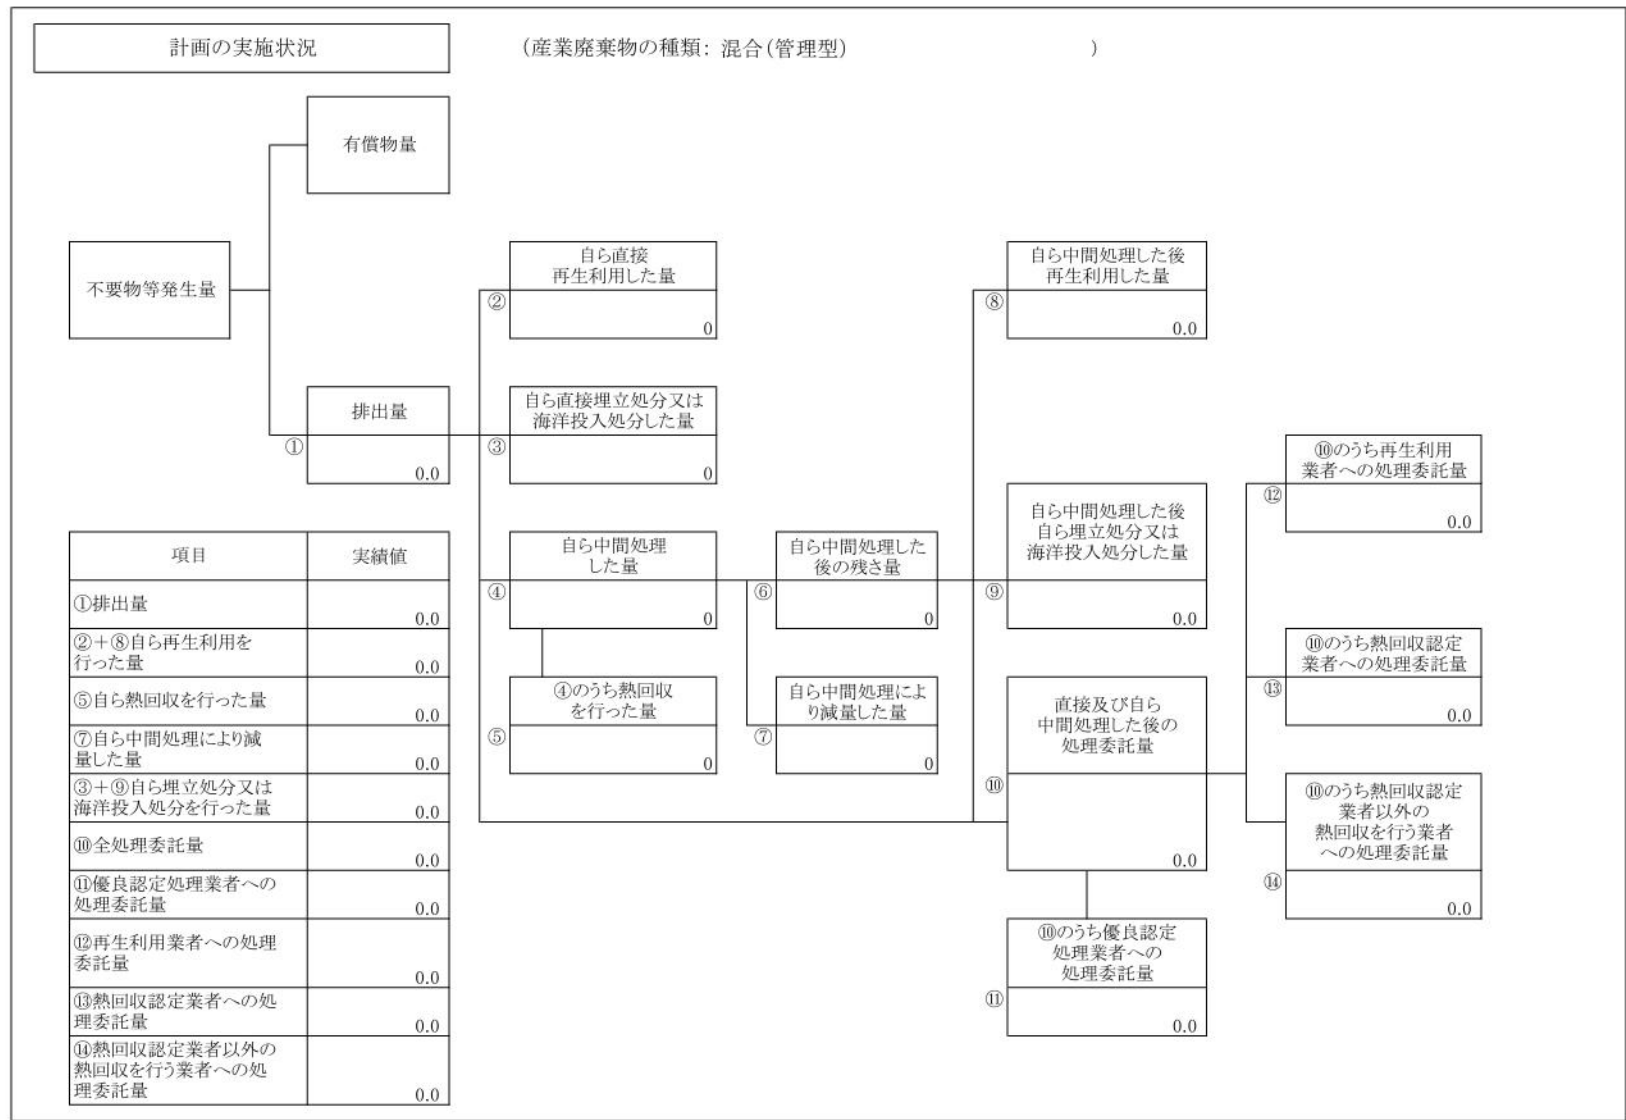 計画の実施状況
(産業廃棄物の種類: 混合(管理型) )
有償物量
不要物等発生量
排出量
①
0.0
自ら直接
再生利用した量
②
0
自ら直接埋立処分又は
海洋投入処分した量
③
0
自ら中間処理
した量
④
0
④のうち熱回収
を行った量
⑤
0
自ら中間処理した
後の残さ量
⑥
0
自ら中間処理によ
り減量した量
⑦
0
自ら中間処理した後
再生利用した量
⑧
0.0
自ら中間処理した後
自ら埋立処分又は
海洋投入処分した量
⑨
0.0
直接及び自ら
中間処理した後の
処理委託量
⑩
0.0
⑩のうち優良認定
処理業者への
処理委託量
⑪
0.0
⑩のうち再生利用
業者への処理委託量
⑫
0.0
⑩のうち熱回収認定
業者への処理委託量
⑬
0.0
⑩のうち熱回収認定
業者以外の
熱回収を行う業者
への処理委託量
⑭
0.0
項目 実績値
①排出量
0.0
②+⑧自ら再生利用を
行った量
0.0
⑤自ら熱回収を行った量
0.0
⑦自ら中間処理により減
量した量
0.0
③+⑨自ら埋立処分又は
海洋投入処分を行った量
0.0
⑩全処理委託量
0.0
⑪優良認定処理業者への
処理委託量
0.0
⑫再生利用業者への処理
委託量
0.0
⑬熱回収認定業者への処
理委託量
0.0
⑭熱回収認定業者以外の
熱回収を行う業者への処
理委託量
0.0